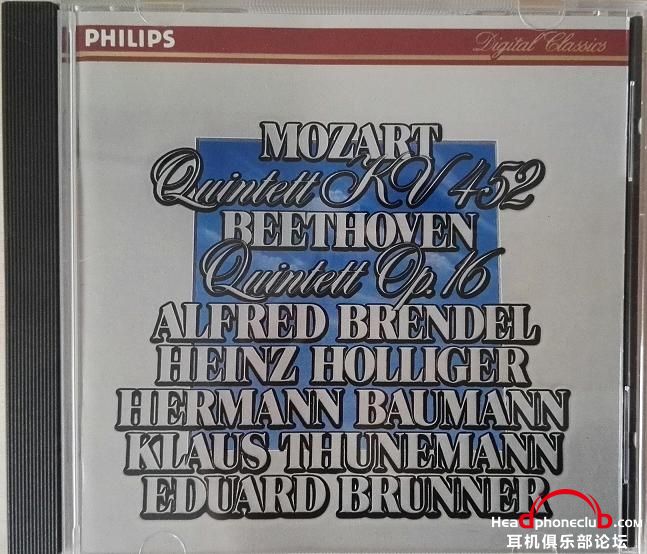 PHILIPS
Digital Classics
MOZART
Quintett KV 452
BEETHOVEN
Quintett Op. 16
ALFRED BRENDEL
HEINZ HOLLIGER
HERMANN BAUMANN
KLAUS THUNEMANN
EDUARD BRUNNER
Headphoneclub.com
耳机俱乐部论坛